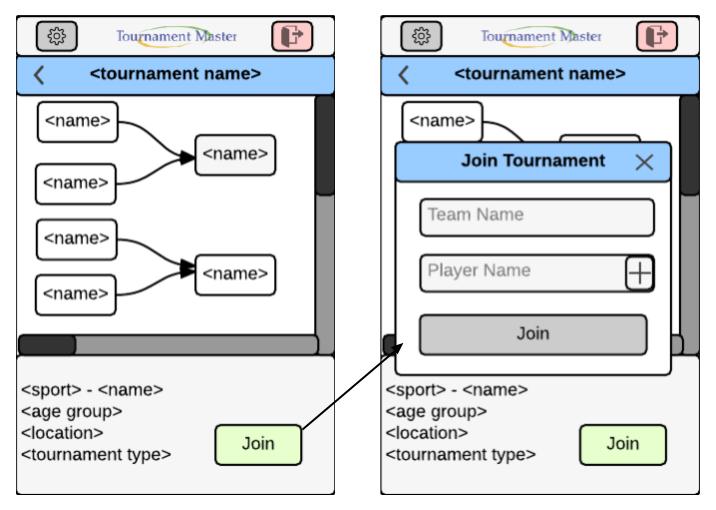 Tournament Master
<tournament name>
<name>
<name>
<name>
<name>
<name>
<name>
<sport> - <name>
<age group>
<location>
<tournament type>
Join
Tournament Master
<tournament name>
<name>
Join Tournament
Team Name
Player Name
Join
<sport> - <name>
<age group>
<location>
<tournament type>
Join